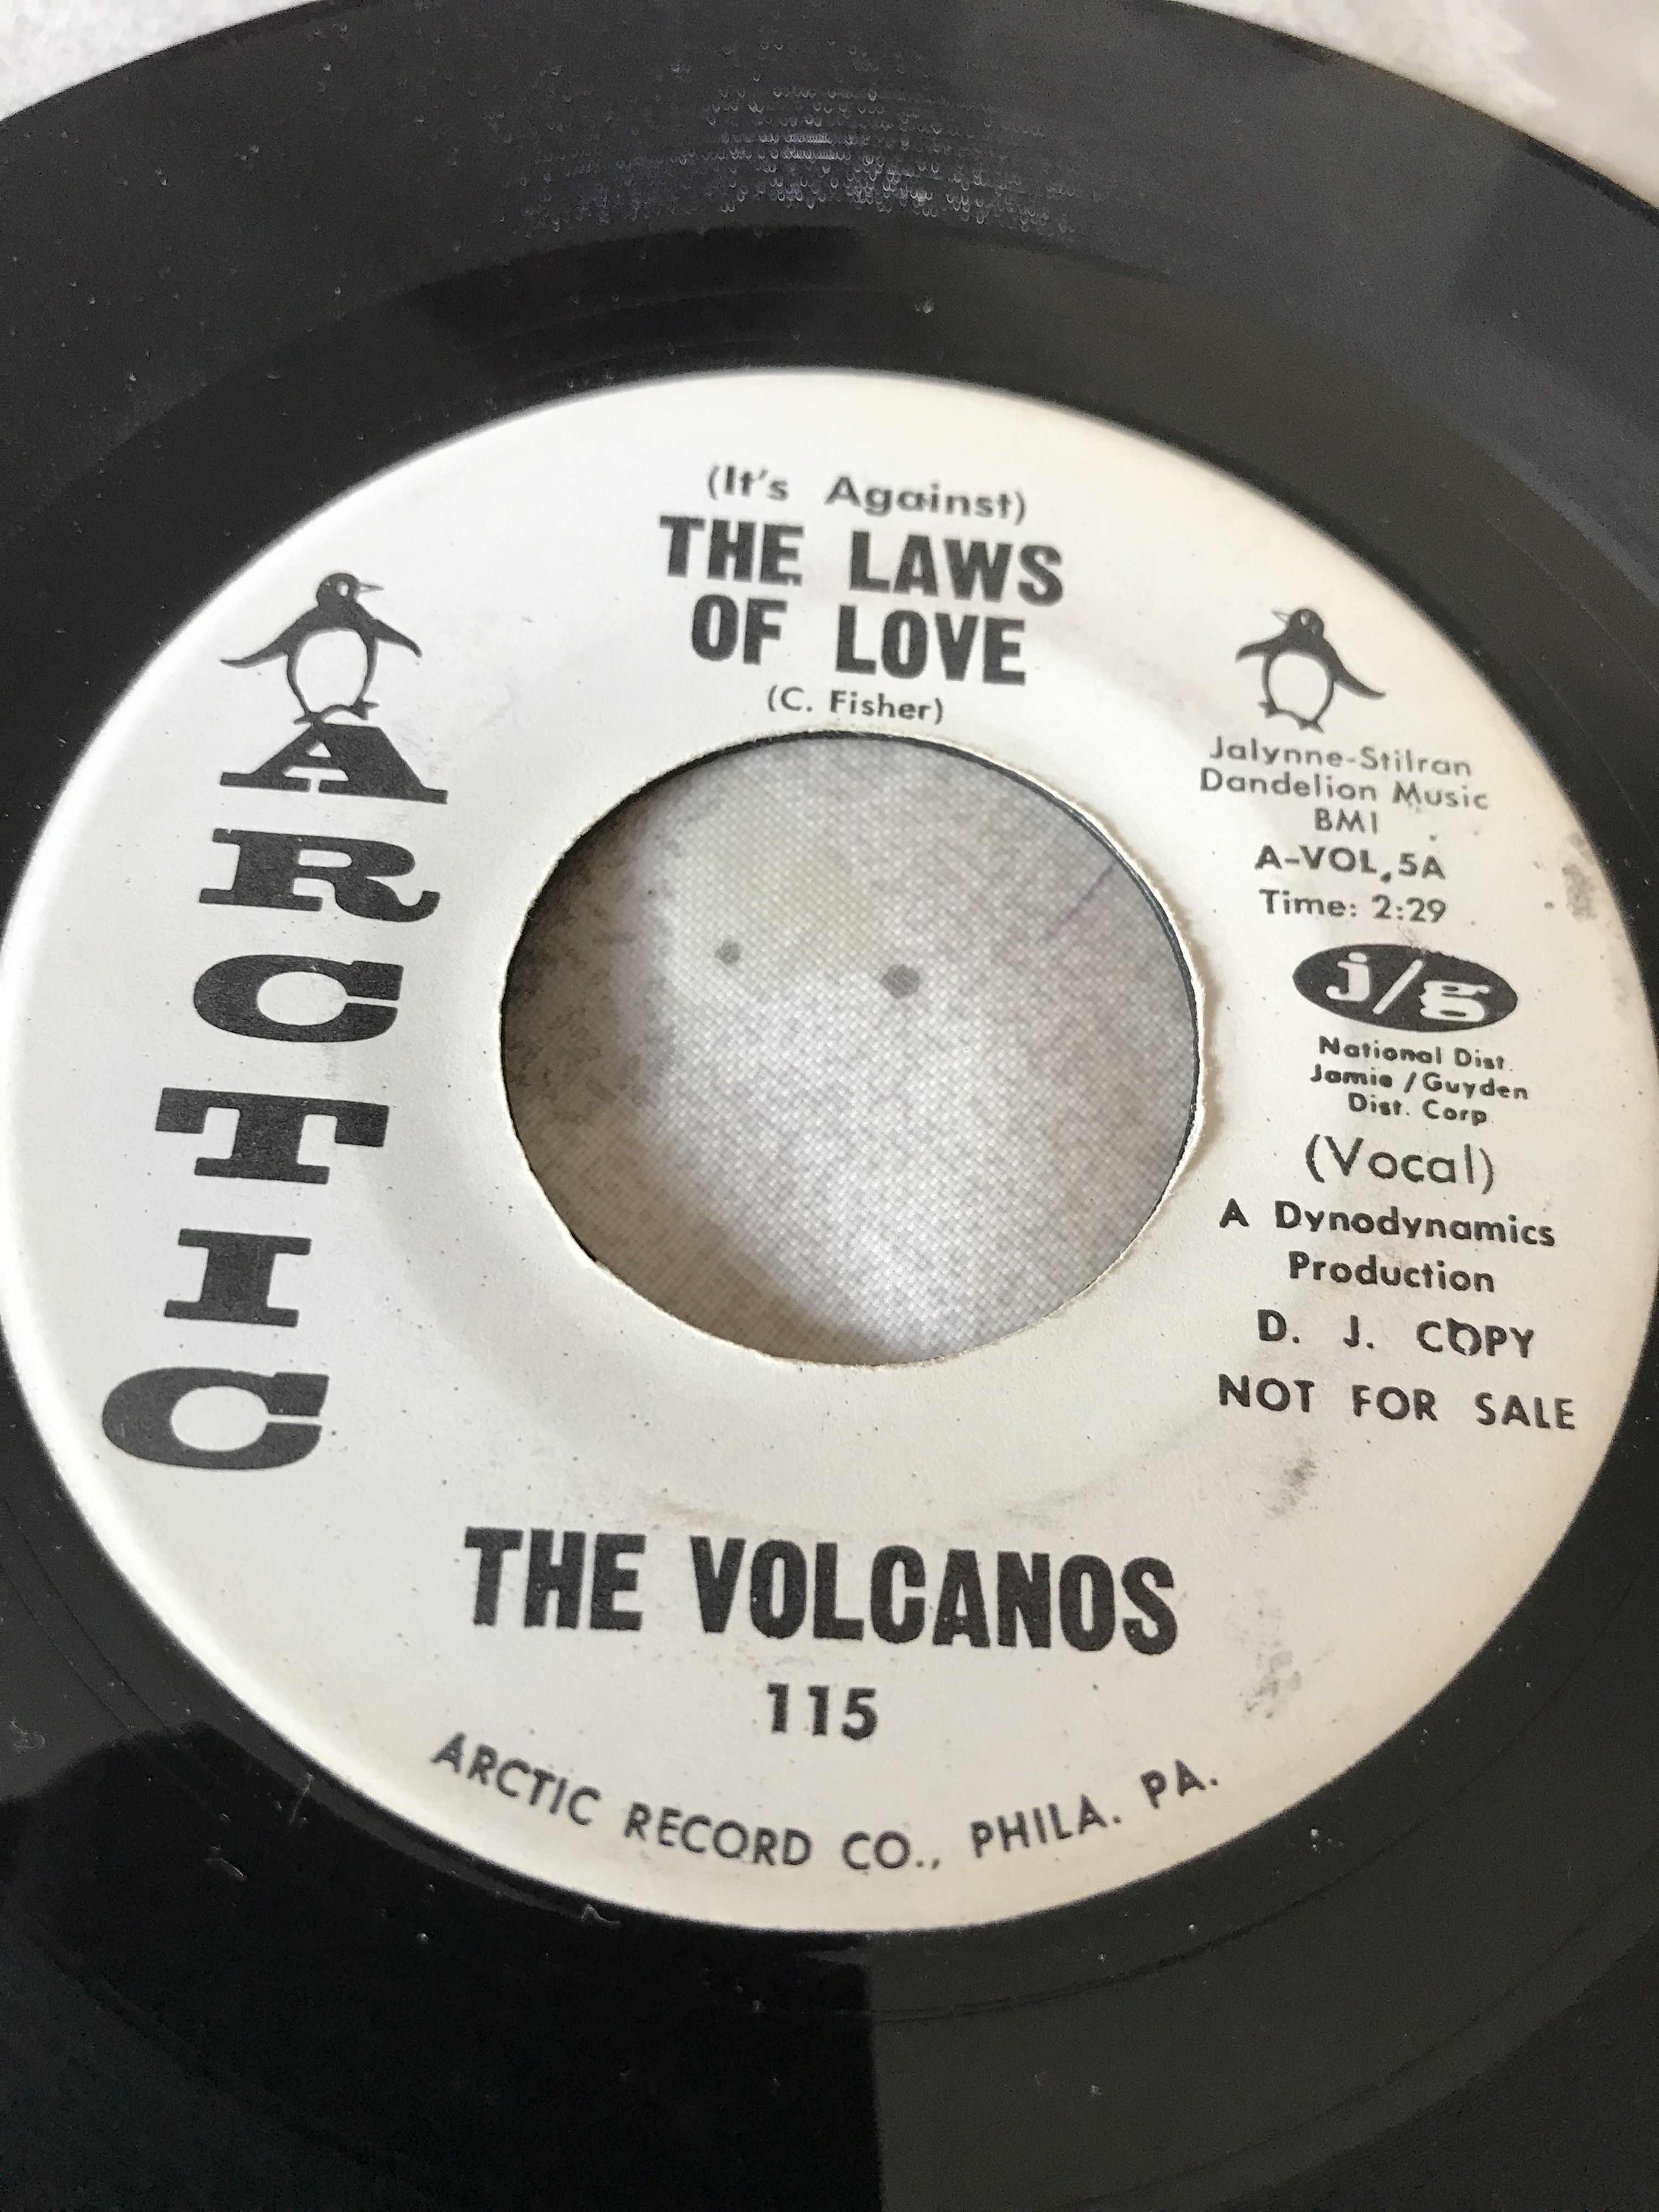 (It's Against)
THE LAWS
OF LOVE
(C. Fisher)
ARCTIC
Jalynne-Stilran
Dandelion Music
BMI
A-VOL,5A
Time: 2:29
j/g
National Dist.
Jamie/Guyden
Dist. Corp
(Vocal)
A Dynodynamics
Production
D. J. COPY
NOT FOR SALE
THE VOLCANOS
115
ARCTIC RECORD CO., PHILA. PA.